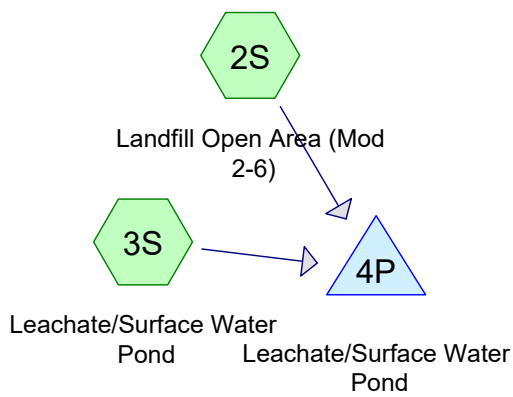 2S
Landfill Open Area (Mod
2-6)
3S
Leachate/Surface Water
Pond
4P
Leachate/Surface Water
Pond